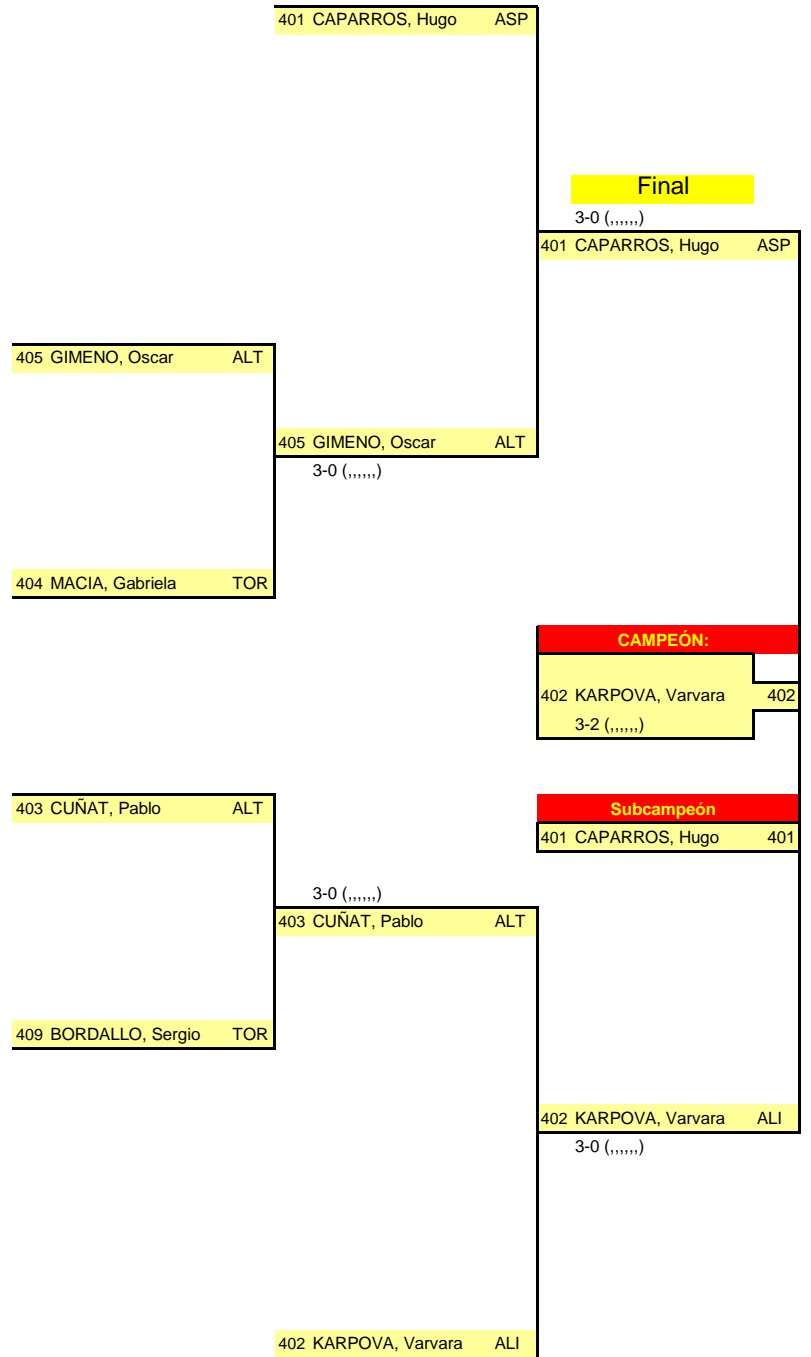 401 CAPARROS, Hugo ASP
Final
3-0 (,,,,,,)
401 CAPARROS, Hugo ASP
405 GIMENO, Oscar ALT
405 GIMENO, Oscar ALT
3-0 (,,,,,,)
404 MACIA, Gabriela TOR
CAMPEÓN:
402 KARPOVA, Varvara 402
3-2 (,,,,,,)
403 CUÑAT, Pablo ALT
Subcampeón
401 CAPARROS, Hugo 401
3-0 (,,,,,,)
403 CUÑAT, Pablo ALT
409 BORDALLO, Sergio TOR
402 KARPOVA, Varvara ALI
3-0 (,,,,,,)
402 KARPOVA, Varvara ALI